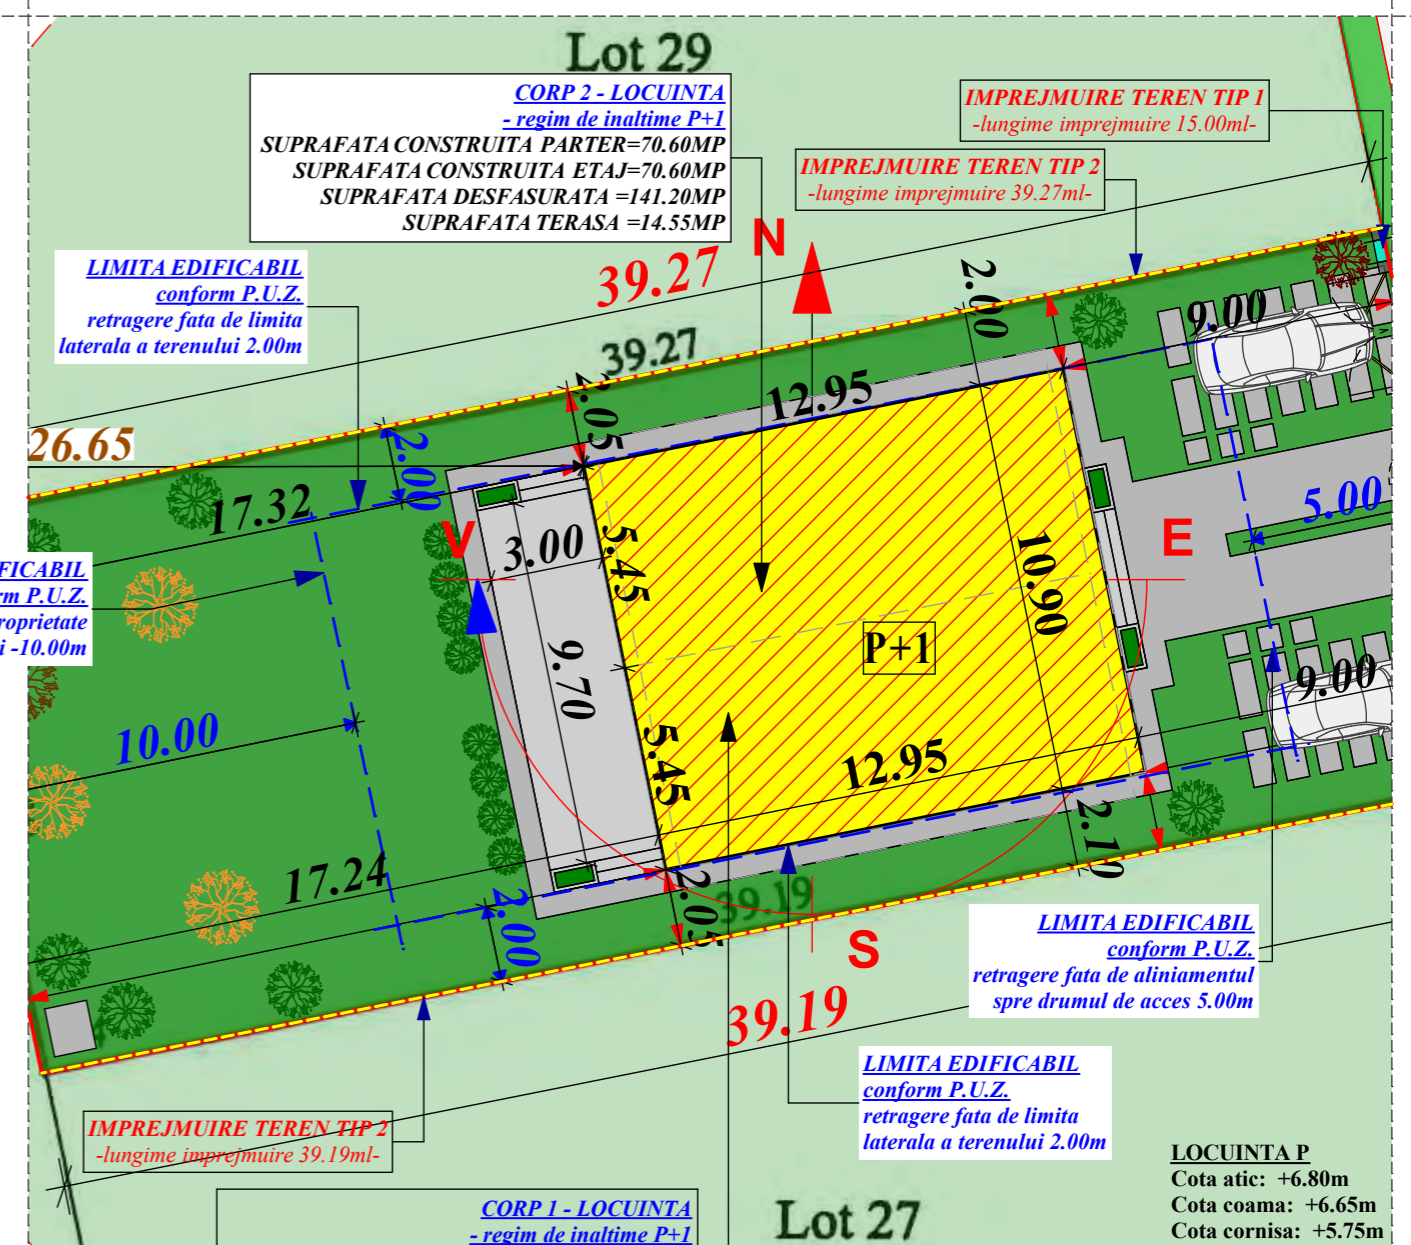 Lot 29
CORP 2 - LOCUINTA
- regim de inaltime P+1
SUPRAFATA CONSTRUITA PARTER=70.60MP
SUPRAFATA CONSTRUITA ETAJ=70.60MP
SUPRAFATA DESFASURATA =141.20MP
SUPRAFATA TERASA =14.55MP
IMPREJMUIRE TEREN TIP 1
-lungime imprejmuire 15.00ml-
IMPREJMUIRE TEREN TIP 2
-lungime imprejmuire 39.27ml-
LIMITA EDIFICABIL
conform P.U.Z.
retragere fata de limita
laterala a terenului 2.00m
39.27
N
2.00
9.00
39.27
2.05
12.95
26.65
2.00
17.32
5.00
V
3.00
5.45
10.90
E
FICABIL
rm P.U.Z.
roprietate
i -10.00m
P+1
9.70
9.00
10.00
5.45
12.95
2.10
17.24
2.05
39.19
2.00
S
LIMITA EDIFICABIL
conform P.U.Z.
retragere fata de aliniamentul
spre drumul de acces 5.00m
39.19
LIMITA EDIFICABIL
conform P.U.Z.
retragere fata de limita
laterala a terenului 2.00m
IMPREJMUIRE TEREN TIP 2
-lungime imprejmuire 39.19ml-
CORP 1 - LOCUINTA
- regim de inaltime P+1
Lot 27
LOCUINTA P
Cota atic: +6.80m
Cota coama: +6.65m
Cota cornisa: +5.75m